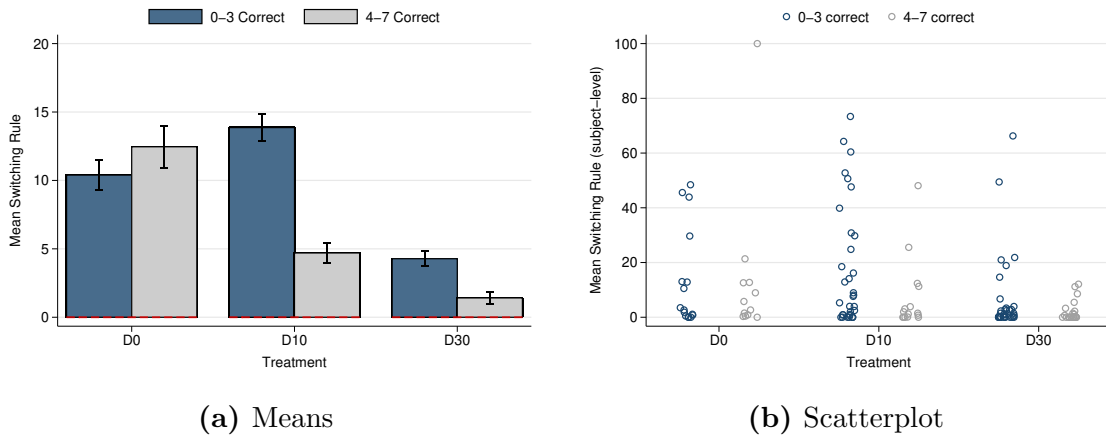 0–3 Correct 4–7 Correct
Mean Switching Rule
20
15
10
5
0
D0 D10 D30
Treatment
(a) Means
0–3 correct 4–7 correct
Mean Switching Rule (subject–level)
100
80
60
40
20
0
D0 D10 D30
Treatment
(b) Scatterplot